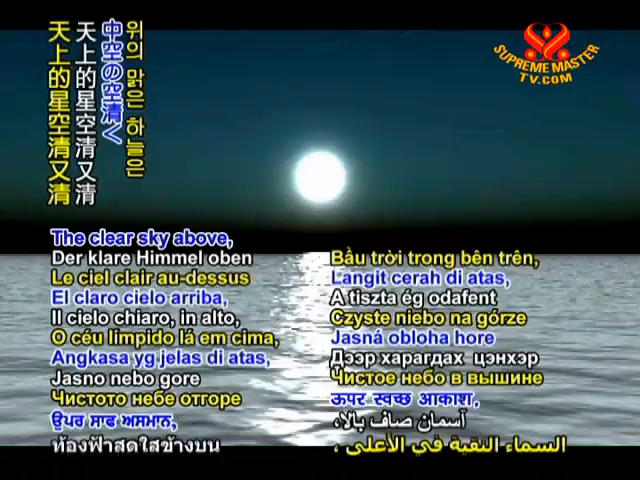 위의 맑은 하늘은
中空の空清く
天上的星空清又清
天上的星空清又清
SUPREME MASTER
TV.COM
The clear sky above,
Der klare Himmel oben
Le ciel clair au-dessus
El claro cielo arriba,
Il cielo chiaro, in alto,
O céu límpido lá em cima,
Angkasa yg jelas di atas,
Jasno nebo gore
Чистото небе отгоре
ਉਪਰ ਸਾਫ ਅਸਮਾਨ,
ท้องฟ้าสดใสข้างบน
Bầu trời trong bên trên,
Langit cerah di atas,
A tiszta ég odafent
Czyste niebo na górze
Jasná obloha hore
Дээр харагдах цэнхэр
Чистое небо в вышине
ऊपर स्वच्छ आकाश,
آسمان صاف بالا،
السماء النقية في الأعلى ،